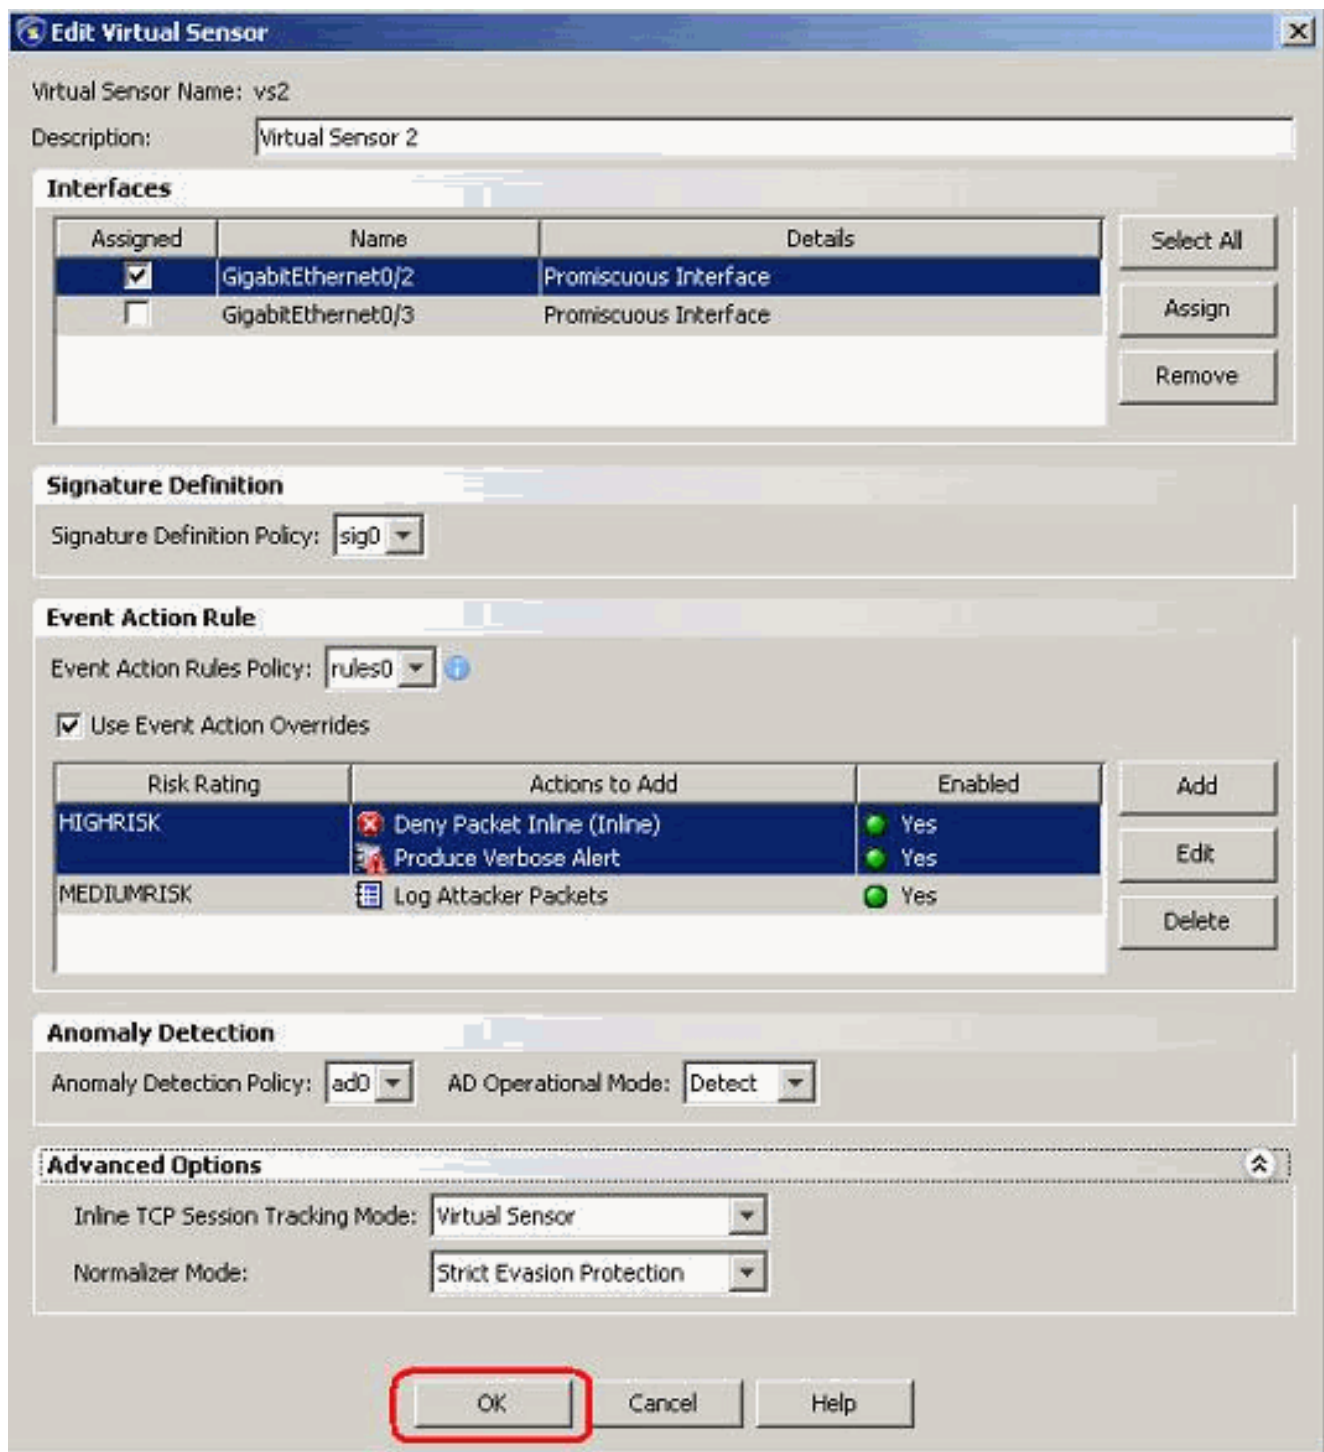 Edit Virtual Sensor
Virtual Sensor Name: vs2
Description: Virtual Sensor 2
Interfaces
Assigned Name Details
GigabitEthernet0/2 Promiscuous Interface
GigabitEthernet0/3 Promiscuous Interface
Select All
Assign
Remove
Signature Definition
Signature Definition Policy: sig0
Event Action Rule
Event Action Rules Policy: rules0
Use Event Action Overrides
Risk Rating Actions to Add Enabled
HIGHRISK Deny Packet Inline (Inline) Yes
Produce Verbose Alert Yes
MEDIUMRISK Log Attacker Packets Yes
Add
Edit
Delete
Anomaly Detection
Anomaly Detection Policy: ad0 AD Operational Mode: Detect
Advanced Options
Inline TCP Session Tracking Mode: Virtual Sensor
Normalizer Mode: Strict Evasion Protection
OK Cancel Help